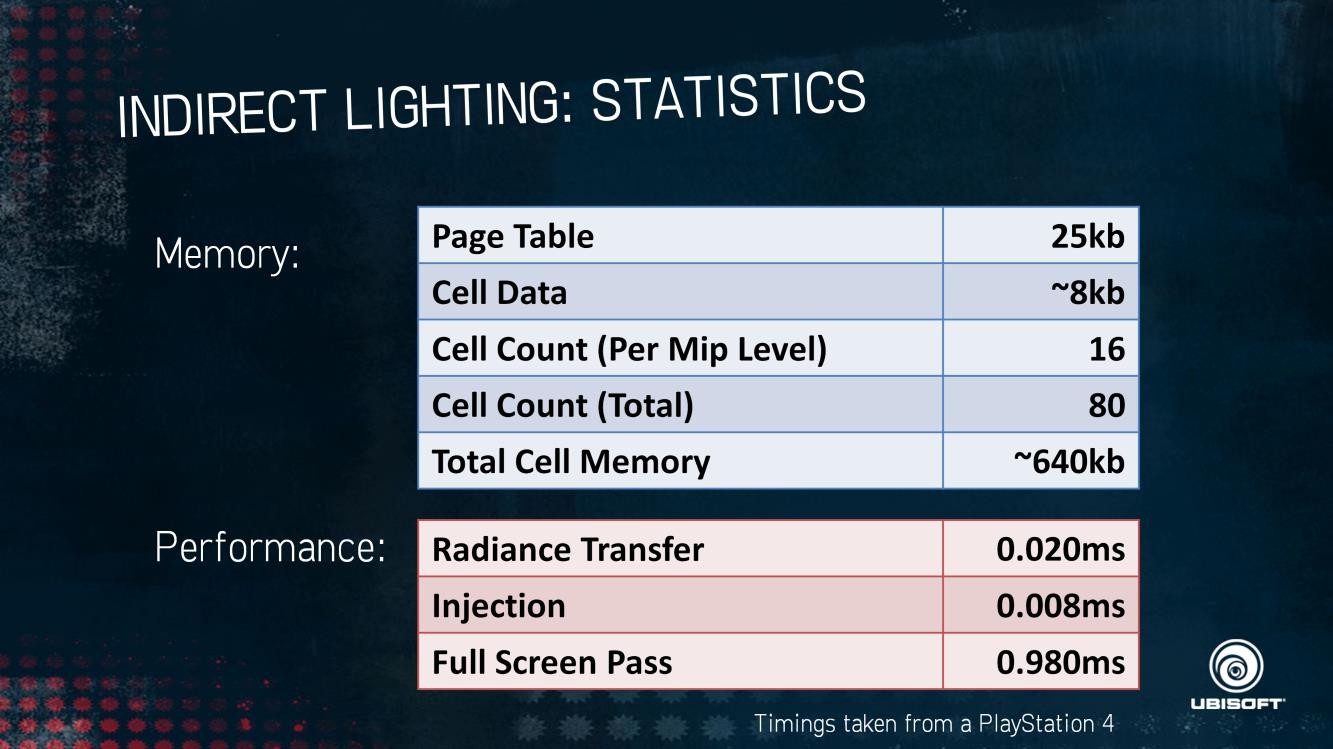 INDIRECT LIGHTING: STATISTICS
Memory:
Page Table 25kb
Cell Data ~8kb
Cell Count (Per Mip Level) 16
Cell Count (Total) 80
Total Cell Memory ~640kb
Performance:
Radiance Transfer 0.020ms
Injection 0.008ms
Full Screen Pass 0.980ms
UBISOFT
Timings taken from a PlayStation 4